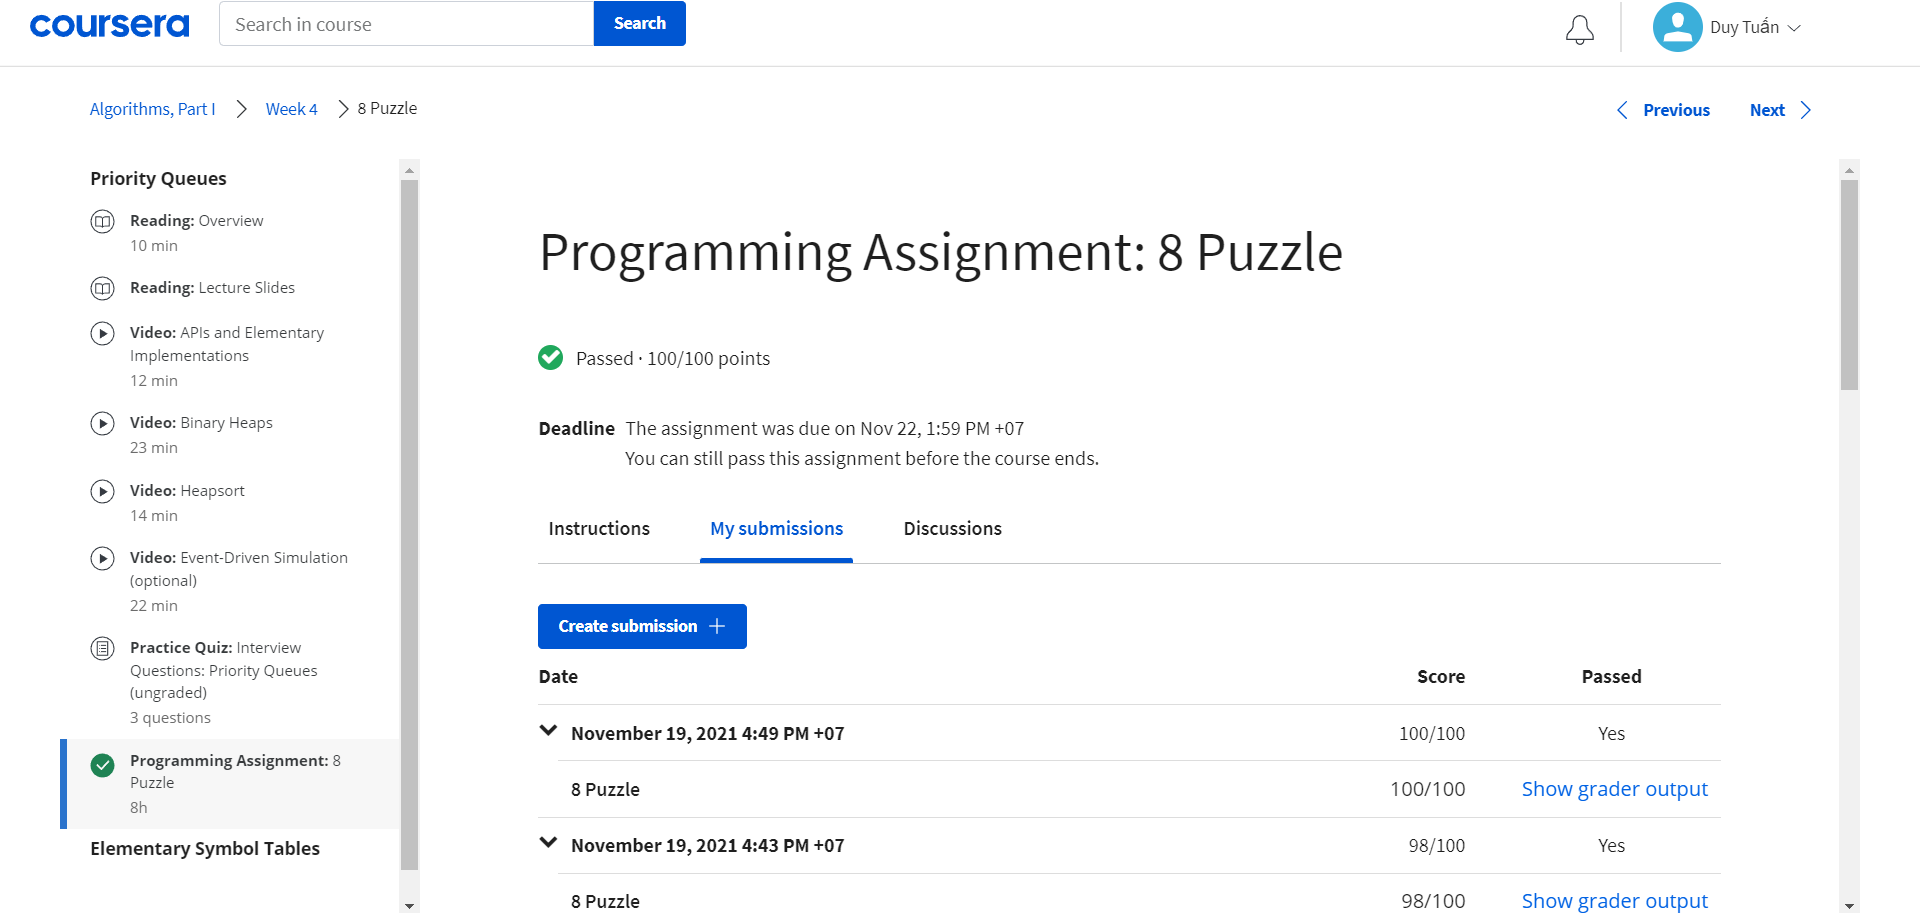 coursera
Search in course
Search
Duy Tuấn
Algorithms, Part I
Week 4
8 Puzzle
Previous
Next
Priority Queues
Reading: Overview
10 min
Reading: Lecture Slides
Video: APIs and Elementary
Implementations
12 min
Video: Binary Heaps
23 min
Video: Heapsort
14 min
Video: Event-Driven Simulation
(optional)
22 min
Practice Quiz: Interview
Questions: Priority Queues
(ungraded)
3 questions
Programming Assignment: 8
Puzzle
8h
Elementary Symbol Tables
Programming Assignment: 8 Puzzle
Passed · 100/100 points
Deadline The assignment was due on Nov 22, 1:59 PM +07
You can still pass this assignment before the course ends.
Instructions
My submissions
Discussions
Create submission
Date Score Passed
November 19, 2021 4:49 PM +07 100/100 Yes
8 Puzzle 100/100 Show grader output
November 19, 2021 4:43 PM +07 98/100 Yes
8 Puzzle 98/100 Show grader output